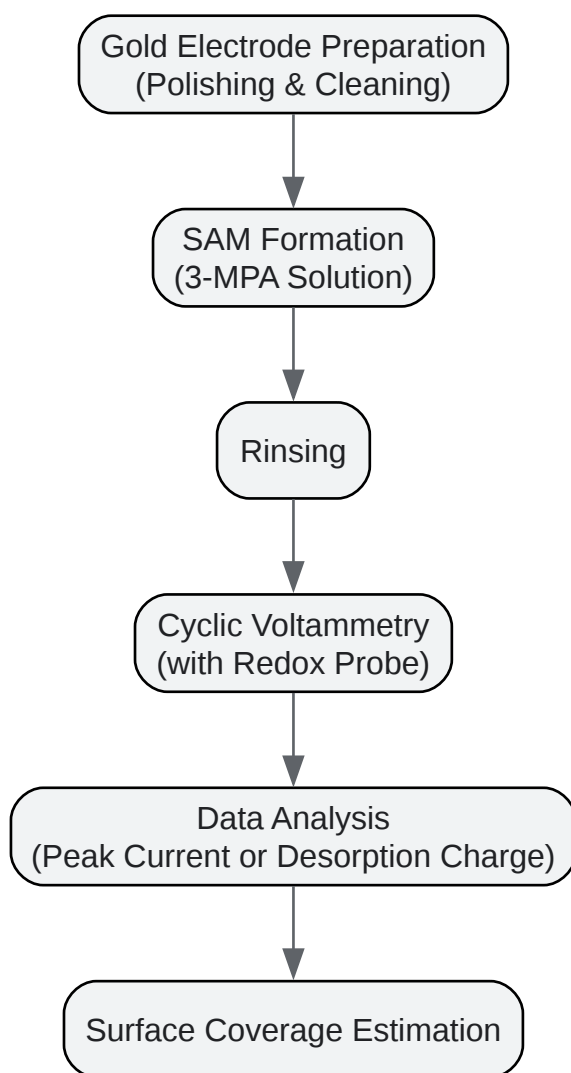 Gold Electrode Preparation
(Polishing & Cleaning)
SAM Formation
(3-MPA Solution)
Rinsing
Cyclic Voltammetry
(with Redox Probe)
Data Analysis
(Peak Current or Desorption Charge)
Surface Coverage Estimation